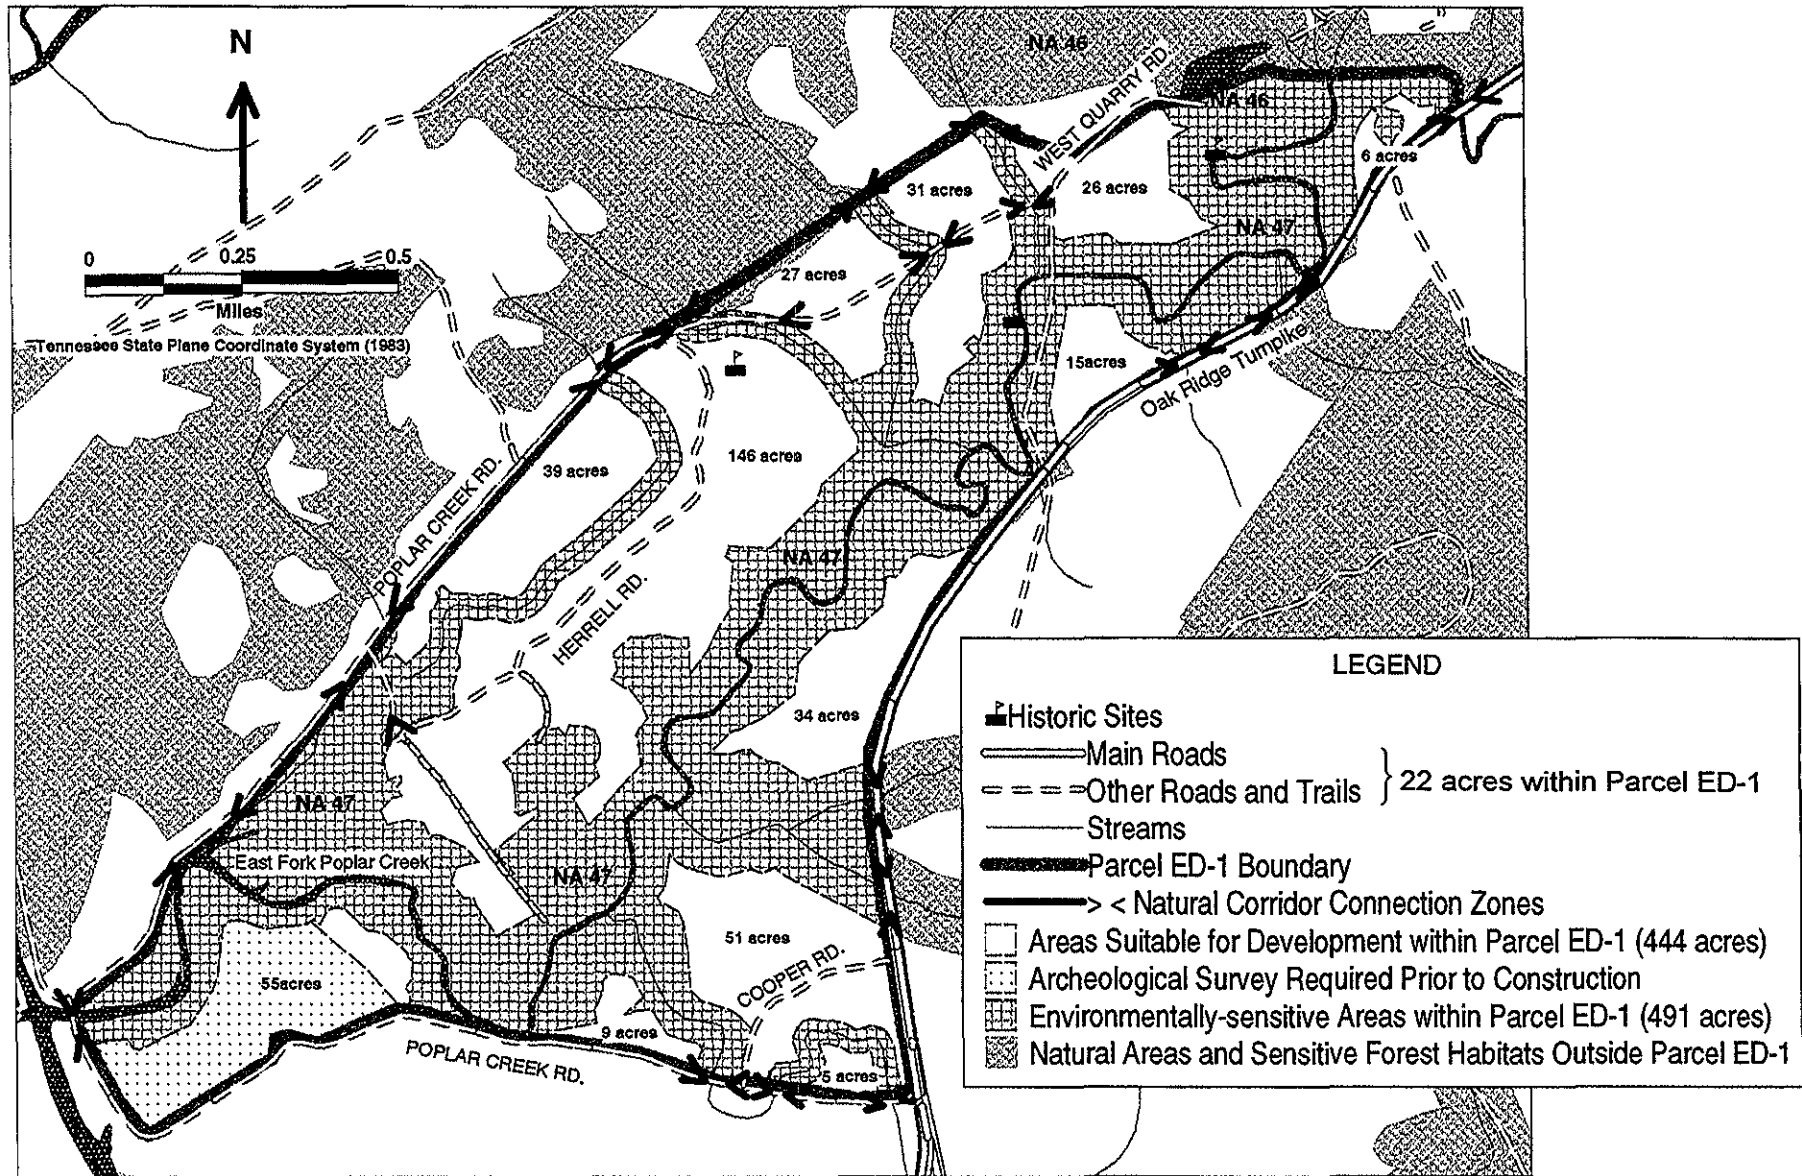 N
NA 46
WEST QUARRY RD.
NA 46
6 acres
31 acres
26 acres
NA 47
0 0.25 0.5
Miles
Tennessee State Plane Coordinate System (1983)
27 acres
15acres
Oak Ridge Turnpike
39 acres
146 acres
POPLAR CREEK RD.
NA 47
HERRELL RD.
34 acres
NA 47
East Fork Poplar Creek
NA 47
55acres
51 acres
COOPER RD.
9 acres
POPLAR CREEK RD.
5 acres
LEGEND
Historic Sites
Main Roads
Other Roads and Trails } 22 acres within Parcel ED-1
Streams
Parcel ED-1 Boundary
> < Natural Corridor Connection Zones
Areas Suitable for Development within Parcel ED-1 (444 acres)
Archeological Survey Required Prior to Construction
Environmentally-sensitive Areas within Parcel ED-1 (491 acres)
Natural Areas and Sensitive Forest Habitats Outside Parcel ED-1